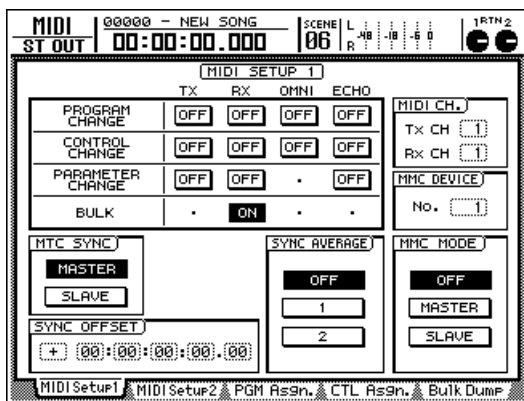 MIDI
ST OUT
00000 - NEW SONG
00:00:00.000
SCENE
06
L -48 -18 -6 0
R
1 RTN 2
MIDI SETUP 1
TX RX OMNI ECHO
PROGRAM CHANGE OFF OFF OFF OFF
CONTROL CHANGE OFF OFF OFF OFF
PARAMETER CHANGE OFF OFF · OFF
BULK · ON · ·
MIDI CH.
Tx CH 1
Rx CH 1
MMC DEVICE
No. 1
MTC SYNC
MASTER
SLAVE
SYNC OFFSET
+ 00:00:00:00.00
SYNC AVERAGE
OFF
1
2
MMC MODE
OFF
MASTER
SLAVE
MIDISetup1 MIDISetup2 PGM Asgn. CTL Asgn. Bulk Dump